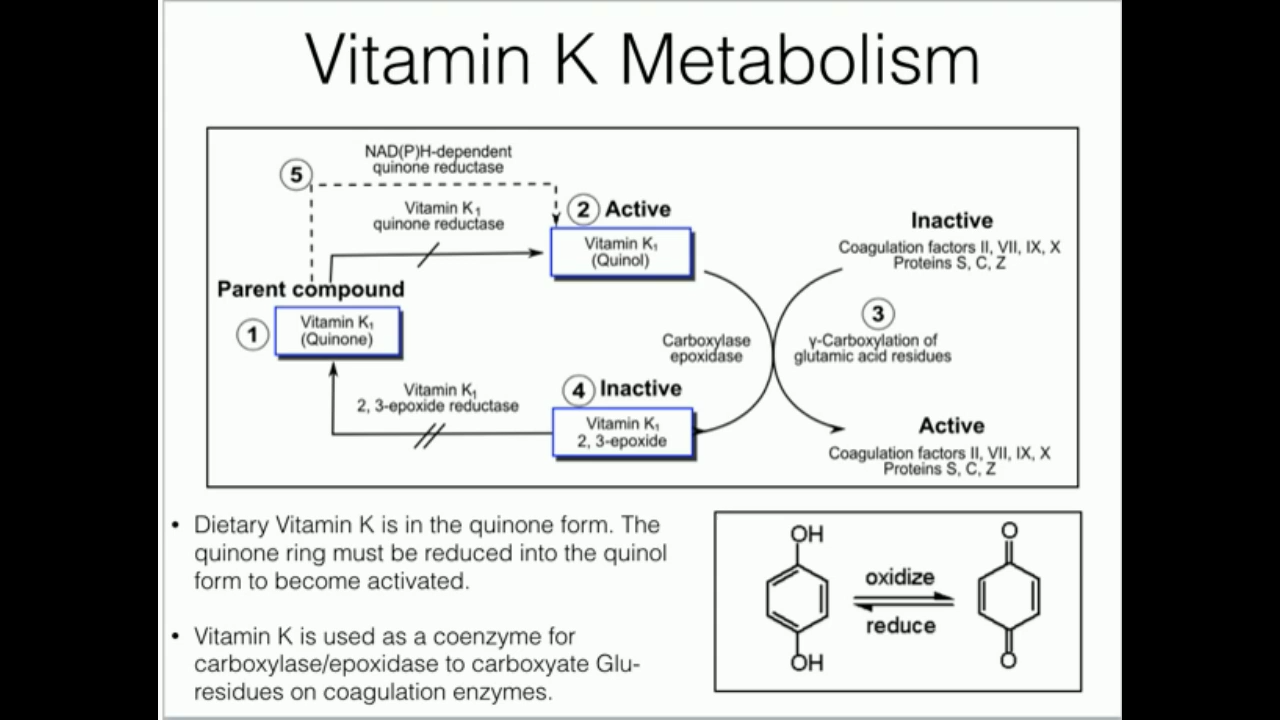 Vitamin K Metabolism
NAD(P)H-dependent
quinone reductase
5
Vitamin K1
quinone reductase
2 Active
Vitamin K1
(Quinol)
Inactive
Coagulation factors II, VII, IX, X
Proteins S, C, Z
Parent compound
1
Vitamin K1
(Quinone)
Carboxylase
epoxidase
3
γ-Carboxylation of
glutamic acid residues
Vitamin K1
2, 3-epoxide reductase
4 Inactive
Vitamin K1
2, 3-epoxide
Active
Coagulation factors II, VII, IX, X
Proteins S, C, Z
• Dietary Vitamin K is in the quinone form. The
quinone ring must be reduced into the quinol
form to become activated.
• Vitamin K is used as a coenzyme for
carboxylase/epoxidase to carboxyate Glu-
residues on coagulation enzymes.
OH
OH
oxidize
reduce
O
O